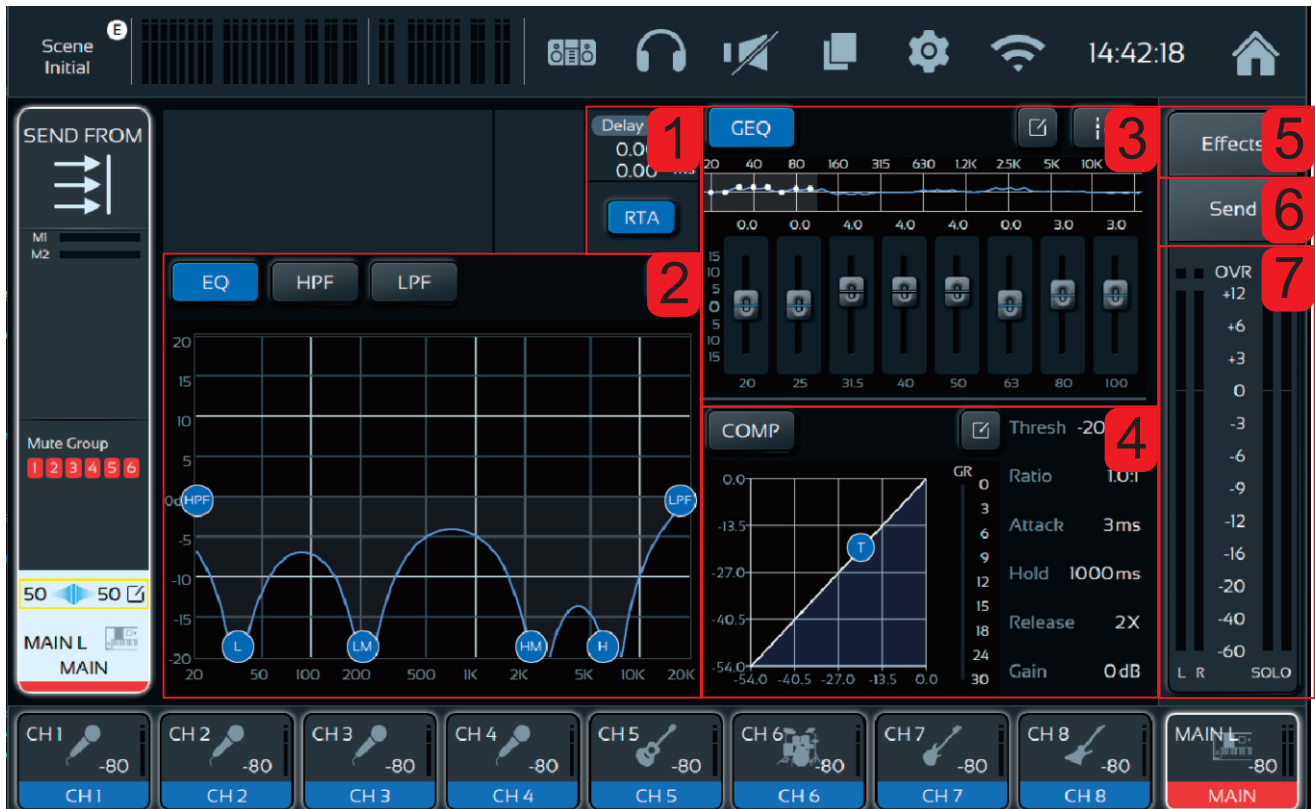 Scene
Initial
E
14:42:18
SEND FROM
M1
M2
Mute Group
1 2 3 4 5 6
50 50
MAIN L
MAIN
Delay
0.00
0.00
RTA
1
EQ HPF LPF
2
20
15
10
5
-5
-10
-15
-20
HPF LPF
L LM HM H
20 50 100 200 500 1K 2K 5K 10K 20K
GEQ
3
20 40 80 160 315 630 1.2K 2.5K 5K 10K
0.0 0.0 4.0 4.0 4.0 0.0 3.0 3.0
15
10
5
0
5
10
15
20 25 31.5 40 50 63 80 100
COMP
4
0.0
-13.5
-27.0
-40.5
-54.0
T
-54.0 -40.5 -27.0 -13.5 0.0
GR
0
3
6
9
12
15
18
24
30
Thresh -20
Ratio 1.0:1
Attack 3ms
Hold 1000ms
Release 2X
Gain 0dB
Effects 5
Send 6
7
OVR
+12
+6
+3
0
-3
-6
-9
-12
-16
-20
-40
-60
L R SOLO
CH 1 -80
CH 1
CH 2 -80
CH 2
CH 3 -80
CH 3
CH 4 -80
CH 4
CH 5 -80
CH 5
CH 6 -80
CH 6
CH 7 -80
CH 7
CH 8 -80
CH 8
MAIN L -80
MAIN